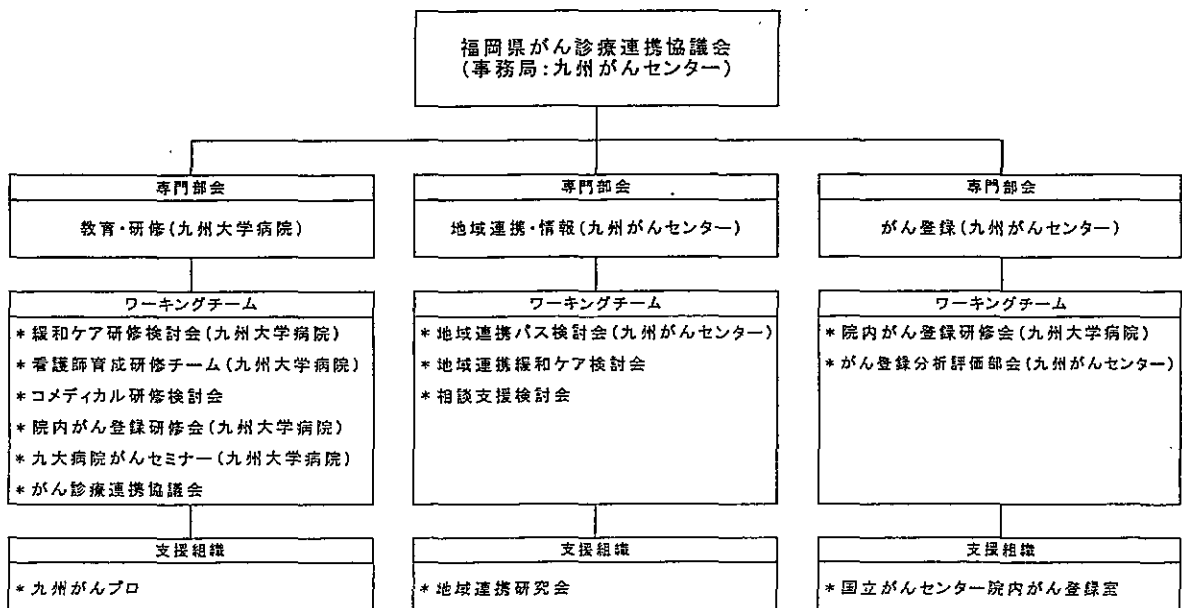 福岡県がん診療連携協議会
(事務局:九州がんセンター)
専門部会
教育・研修(九州大学病院)
ワーキングチーム
*緩和ケア研修検討会(九州大学病院)
*看護師育成研修チーム(九州大学病院)
*コメディカル研修検討会
*院内がん登録研修会(九州大学病院)
*九大病院がんセミナー(九州大学病院)
*がん診療連携協議会
支援組織
*九州がんプロ
専門部会
地域連携・情報(九州がんセンター)
ワーキングチーム
*地域連携パス検討会(九州がんセンター)
*地域連携緩和ケア検討会
*相談支援検討会
支援組織
*地域連携研究会
専門部会
がん登録(九州がんセンター)
ワーキングチーム
*院内がん登録研修会(九州大学病院)
*がん登録分析評価部会(九州がんセンター)
支援組織
*国立がんセンター院内がん登録室